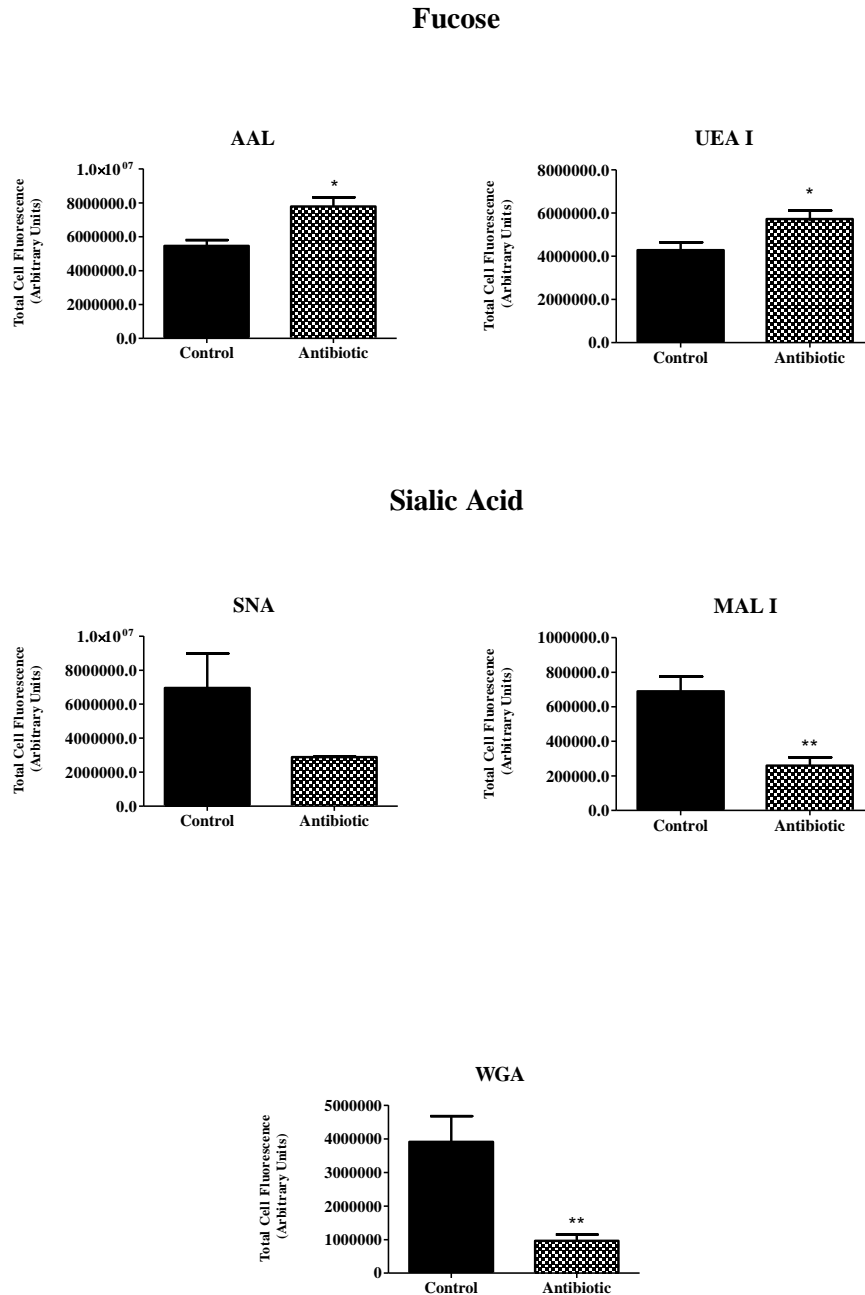 Fucose
AAL
Total Cell Fluorescence
(Arbitrary Units)
1.0×10⁰⁷
8000000.0
6000000.0
4000000.0
2000000.0
0.0
*
Control Antibiotic
UEA I
Total Cell Fluorescence
(Arbitrary Units)
8000000.0
6000000.0
4000000.0
2000000.0
0.0
*
Control Antibiotic
Sialic Acid
SNA
Total Cell Fluorescence
(Arbitrary Units)
1.0×10⁰⁷
8000000.0
6000000.0
4000000.0
2000000.0
0.0
Control Antibiotic
MAL I
Total Cell Fluorescence
(Arbitrary Units)
1000000.0
800000.0
600000.0
400000.0
200000.0
0.0
**
Control Antibiotic
WGA
Total Cell Fluorescence
(Arbitrary Units)
5000000
4000000
3000000
2000000
1000000
0
**
Control Antibiotic